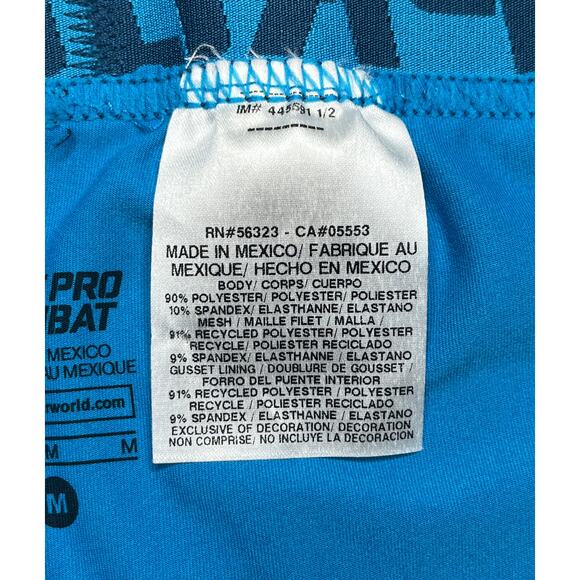 IM# 445581 1/2
RN#56323 - CA#05553
MADE IN MEXICO/ FABRIQUE AU
MEXIQUE/ HECHO EN MEXICO
BODY/ CORPS/ CUERPO
90% POLYESTER/ POLYESTER/ POLIESTER
10% SPANDEX/ ELASTHANNE/ ELASTANO
MESH / MAILLE FILET / MALLA /
91% RECYCLED POLYESTER/ POLYESTER
RECYCLE/ POLIESTER RECICLADO
9% SPANDEX/ ELASTHANNE/ ELASTANO
GUSSET LINING / DOUBLURE DE GOUSSET /
FORRO DEL PUENTE INTERIOR
91% RECYCLED POLYESTER/ POLYESTER
RECYCLE / POLIESTER RECICLADO
9% SPANDEX / ELASTHANNE / ELASTANO
EXCLUSIVE OF DECORATION/ DECORATION
NON COMPRISE/ NO INCLUYE LA DECORACION
PRO
BAT
MEXICO
AU MEXIQUE
rworld.com
M M
M